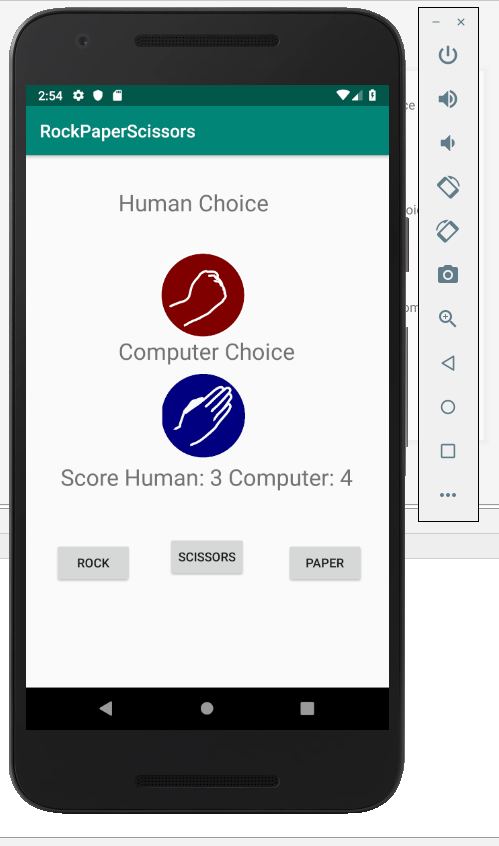 2:54
RockPaperScissors
Human Choice
Computer Choice
Score Human: 3 Computer: 4
ROCK
SCISSORS
PAPER